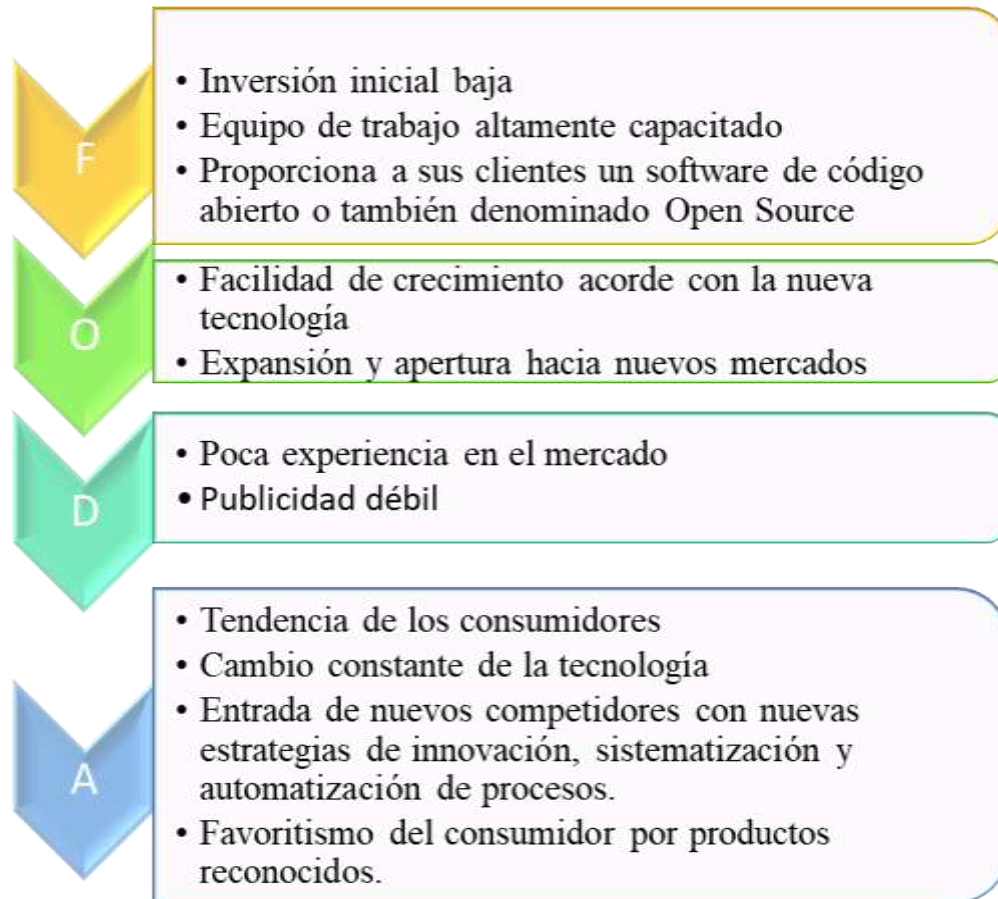 F
• Inversión inicial baja
• Equipo de trabajo altamente capacitado
• Proporciona a sus clientes un software de código
abierto o también denominado Open Source
O
• Facilidad de crecimiento acorde con la nueva
tecnología
• Expansión y apertura hacia nuevos mercados
D
• Poca experiencia en el mercado
• Publicidad débil
A
• Tendencia de los consumidores
• Cambio constante de la tecnología
• Entrada de nuevos competidores con nuevas
estrategias de innovación, sistematización y
automatización de procesos.
• Favoritismo del consumidor por productos
reconocidos.